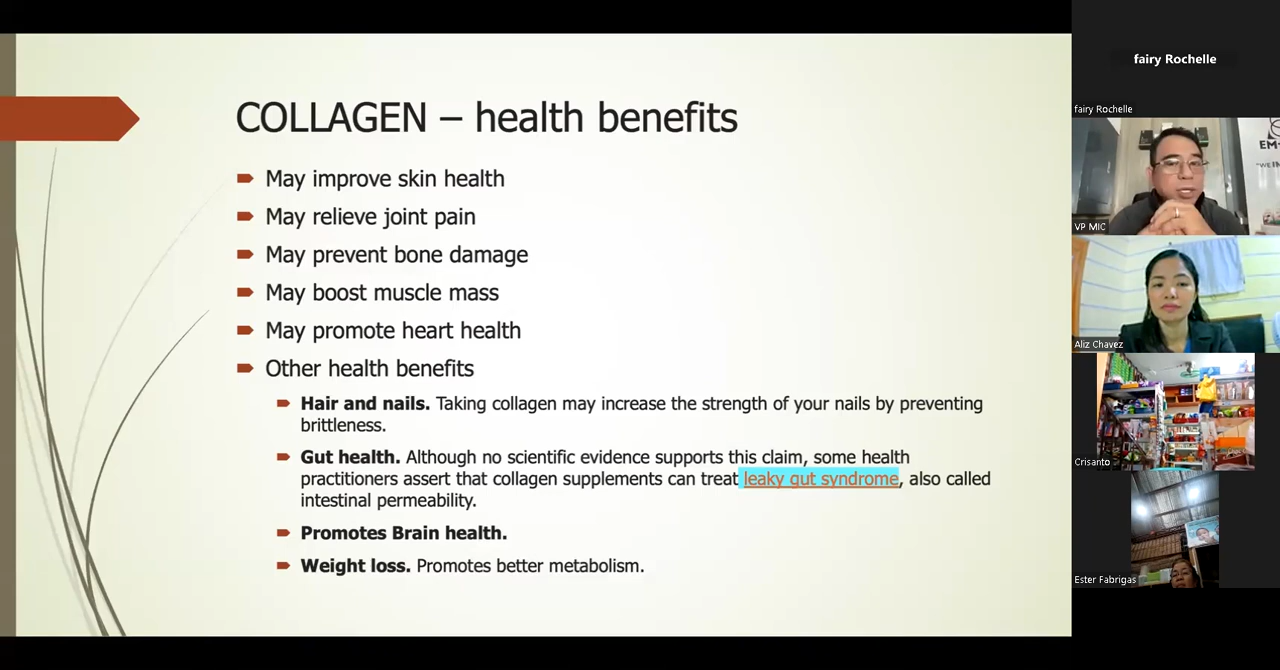 COLLAGEN – health benefits
May improve skin health
May relieve joint pain
May prevent bone damage
May boost muscle mass
May promote heart health
Other health benefits
Hair and nails. Taking collagen may increase the strength of your nails by preventing
brittleness.
Gut health. Although no scientific evidence supports this claim, some health
practitioners assert that collagen supplements can treat leaky gut syndrome, also called
intestinal permeability.
Promotes Brain health.
Weight loss. Promotes better metabolism.
fairy Rochelle
fairy Rochelle
VP MIC
Aliz Chavez
Crisanto
Ester Fabrigas